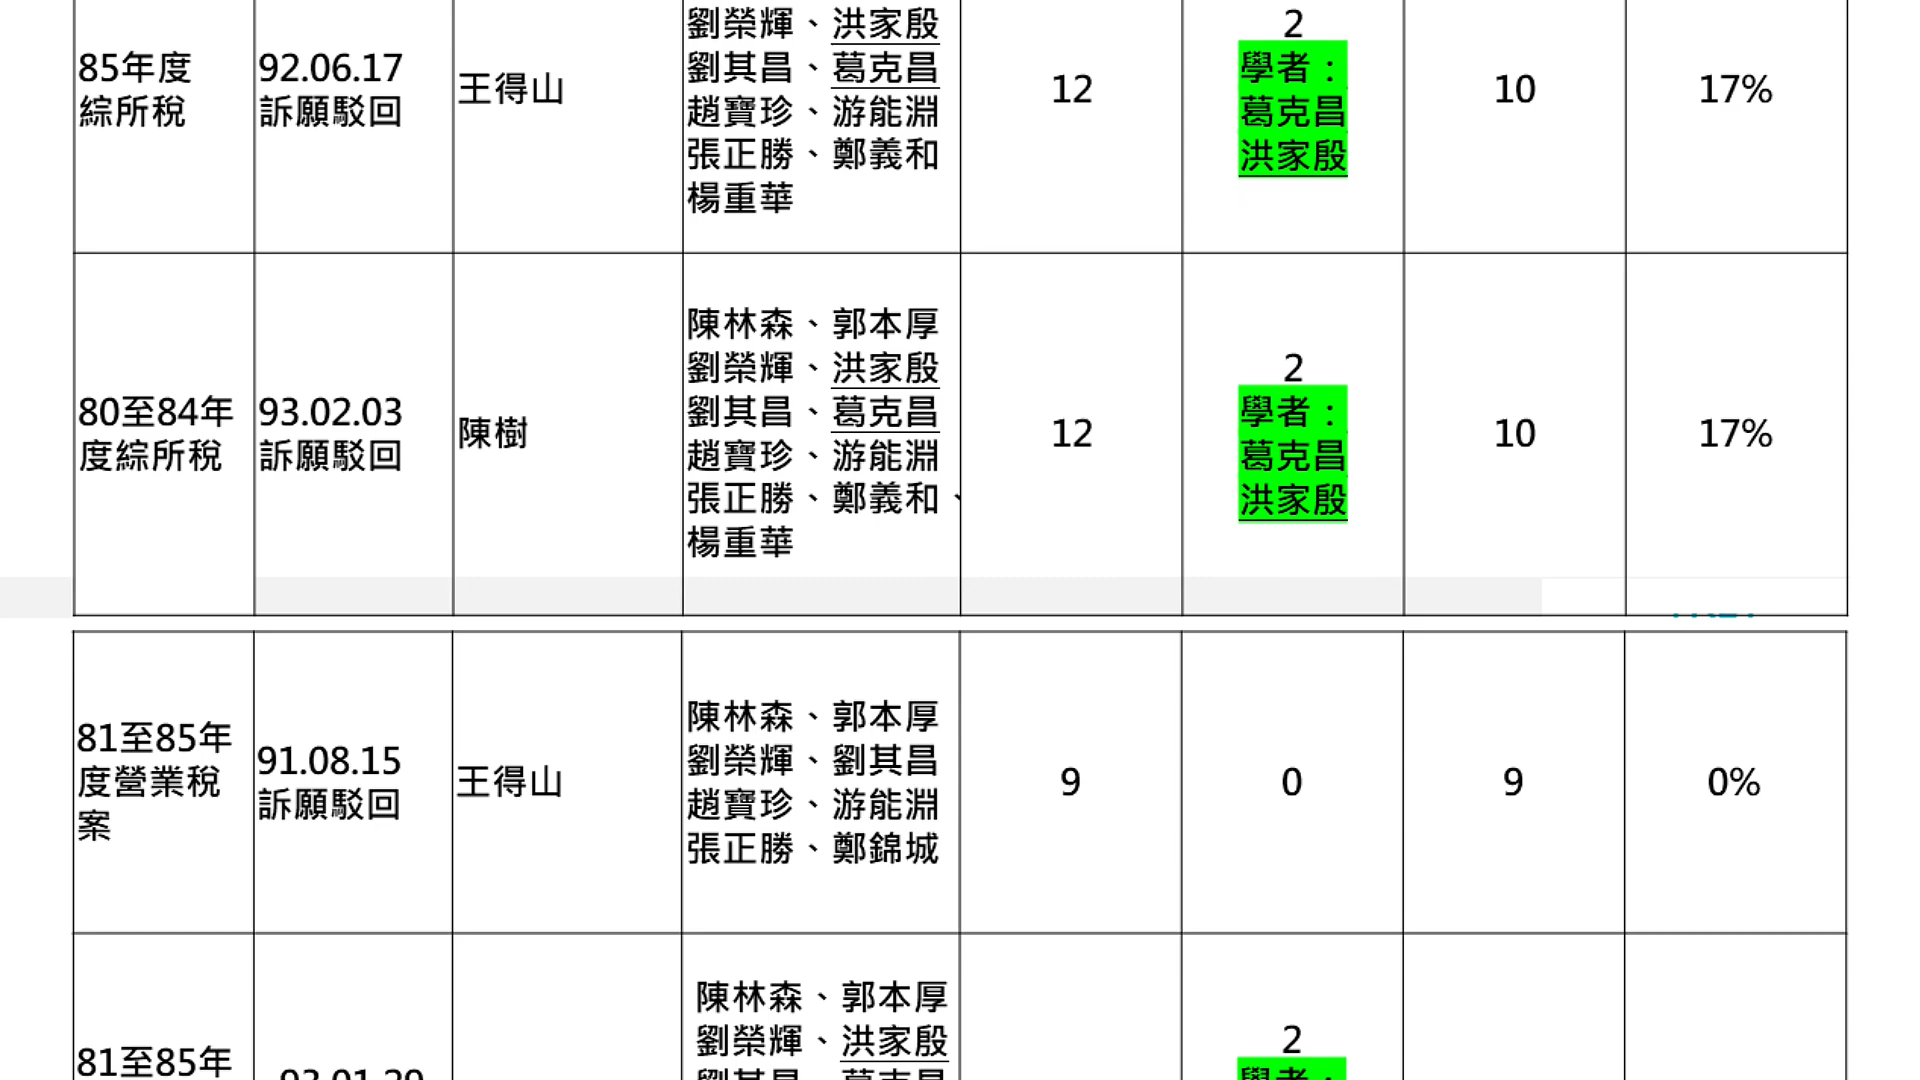 85年度
綜所稅
92.06.17
訴願駁回
王得山
劉榮輝、洪家殷
劉其昌、葛克昌
趙寶珍、游能淵
張正勝、鄭義和
楊重華
12
2
學者：
葛克昌
洪家殷
10
17%
80至84年
度綜所稅
93.02.03
訴願駁回
陳樹
陳林森、郭本厚
劉榮輝、洪家殷
劉其昌、葛克昌
趙寶珍、游能淵
張正勝、鄭義和、
楊重華
12
2
學者：
葛克昌
洪家殷
10
17%
81至85年
度營業稅
案
91.08.15
訴願駁回
王得山
陳林森、郭本厚
劉榮輝、劉其昌
趙寶珍、游能淵
張正勝、鄭錦城
9
0
9
0%
81至85年
陳林森、郭本厚
劉榮輝、洪家殷
劉其昌、葛克昌
2
學者：